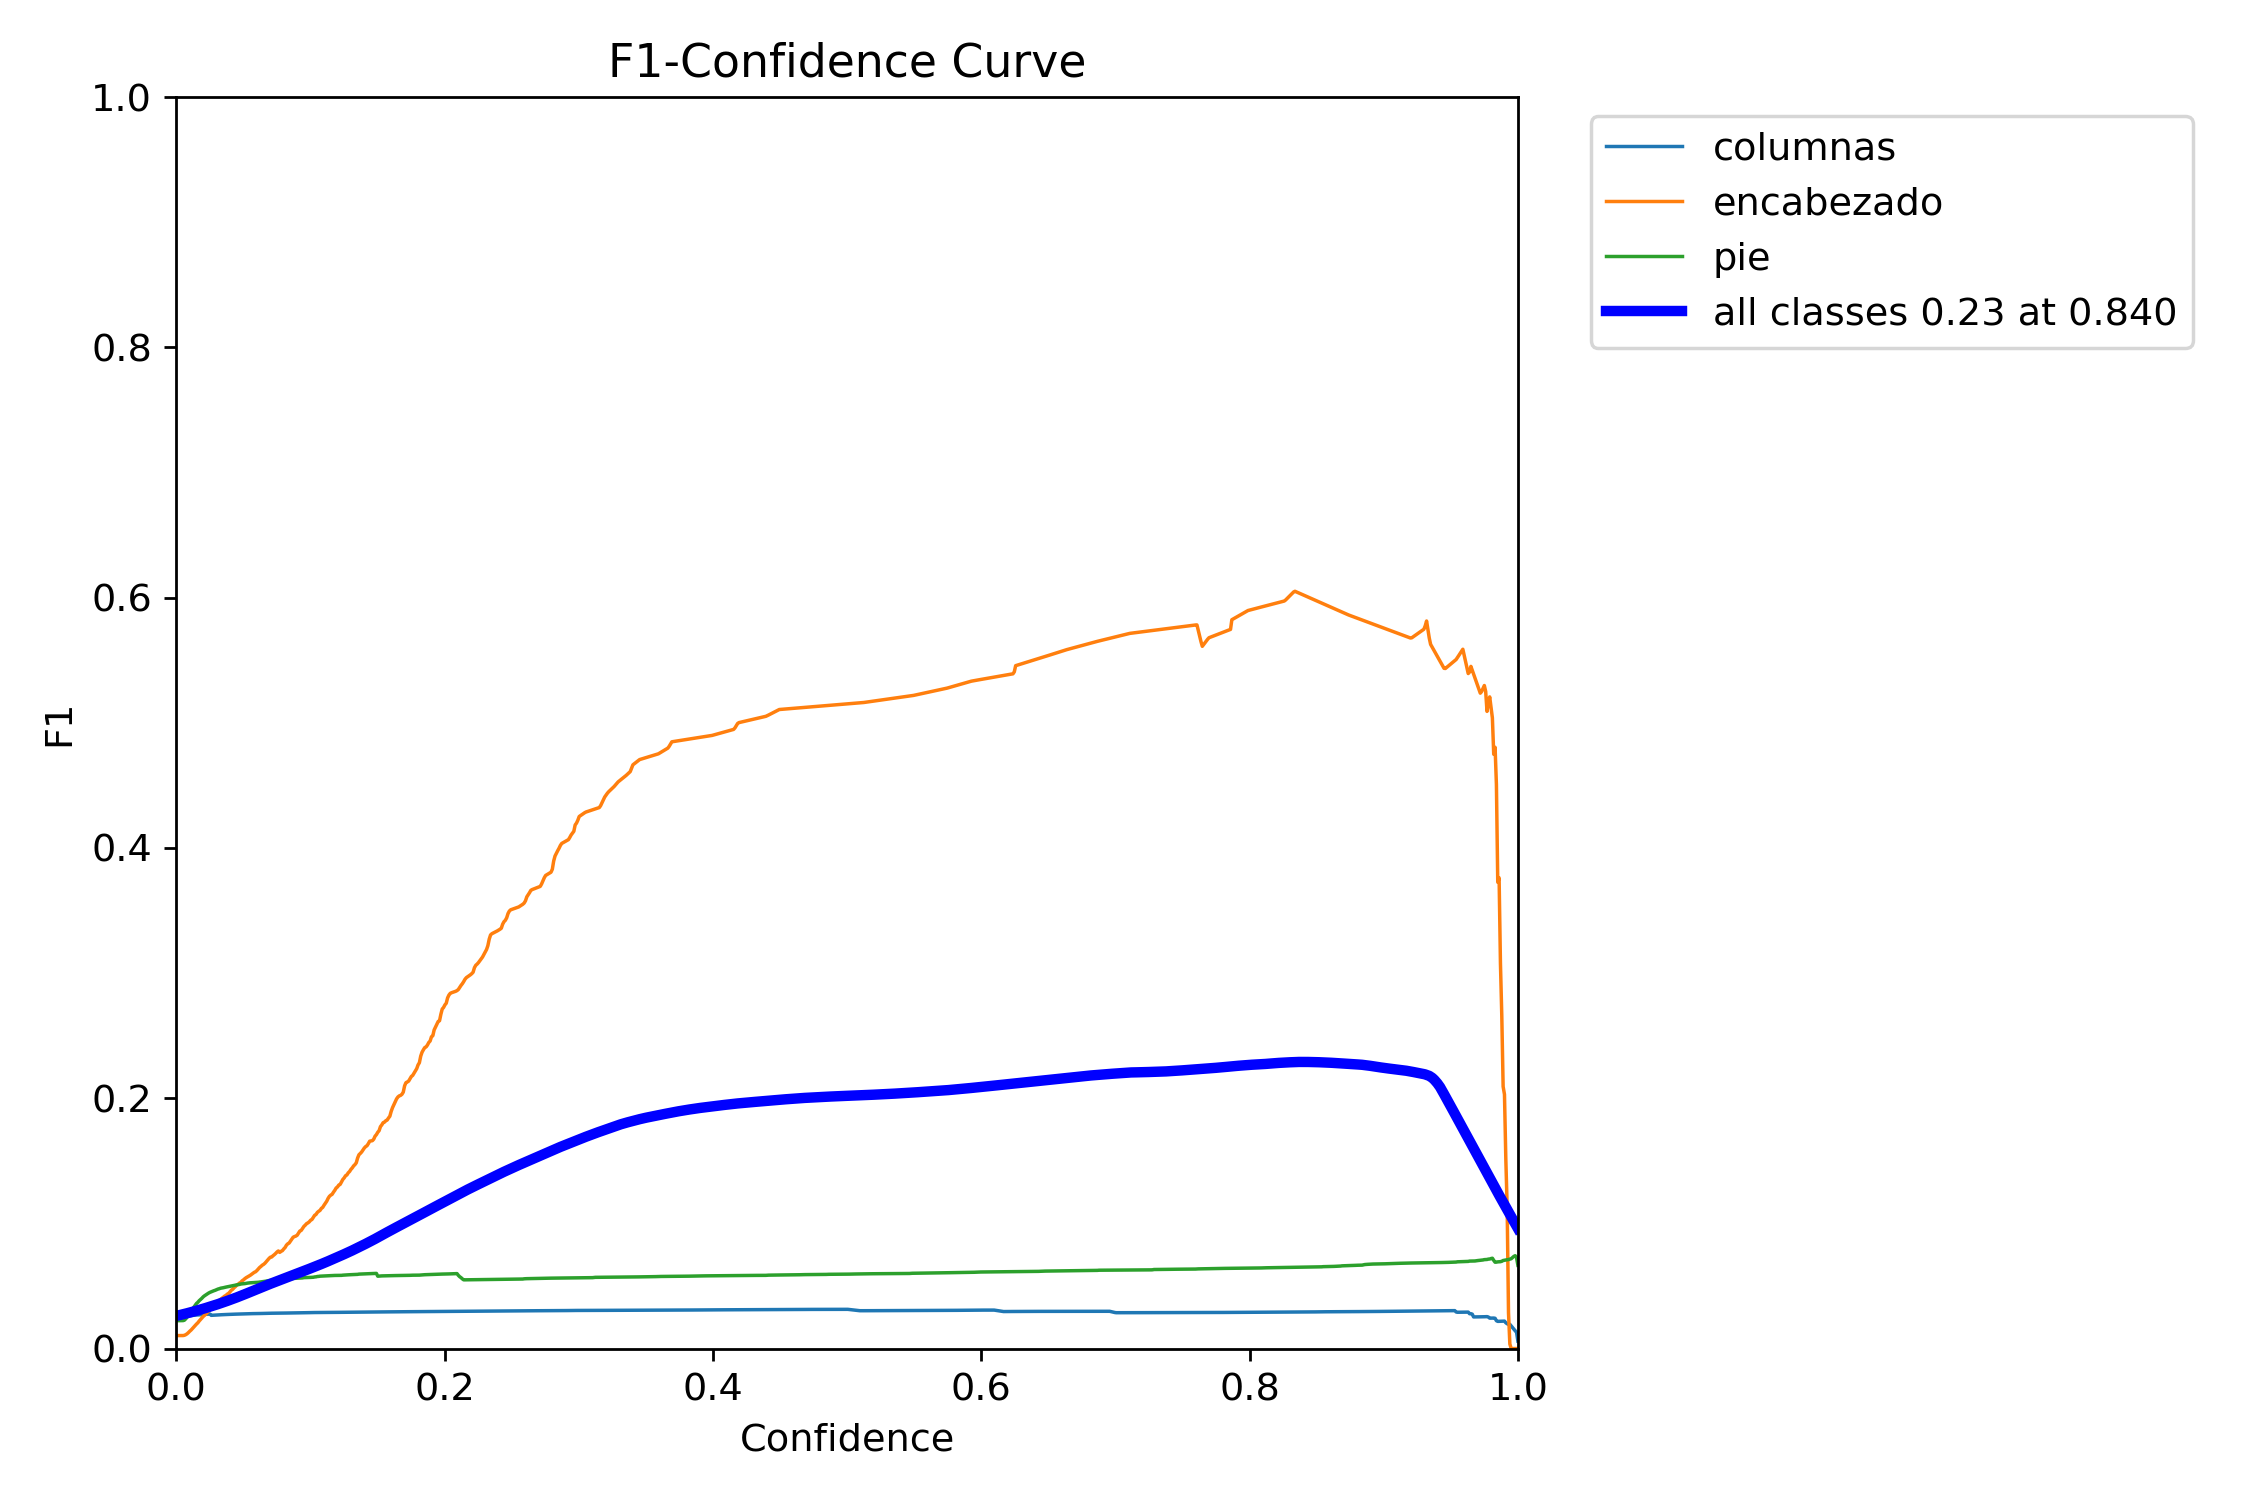 F1-Confidence Curve
1.0
0.8
0.6
0.4
0.2
0.0
F1
0.0 0.2 0.4 0.6 0.8 1.0
Confidence
columnas
encabezado
pie
all classes 0.23 at 0.840